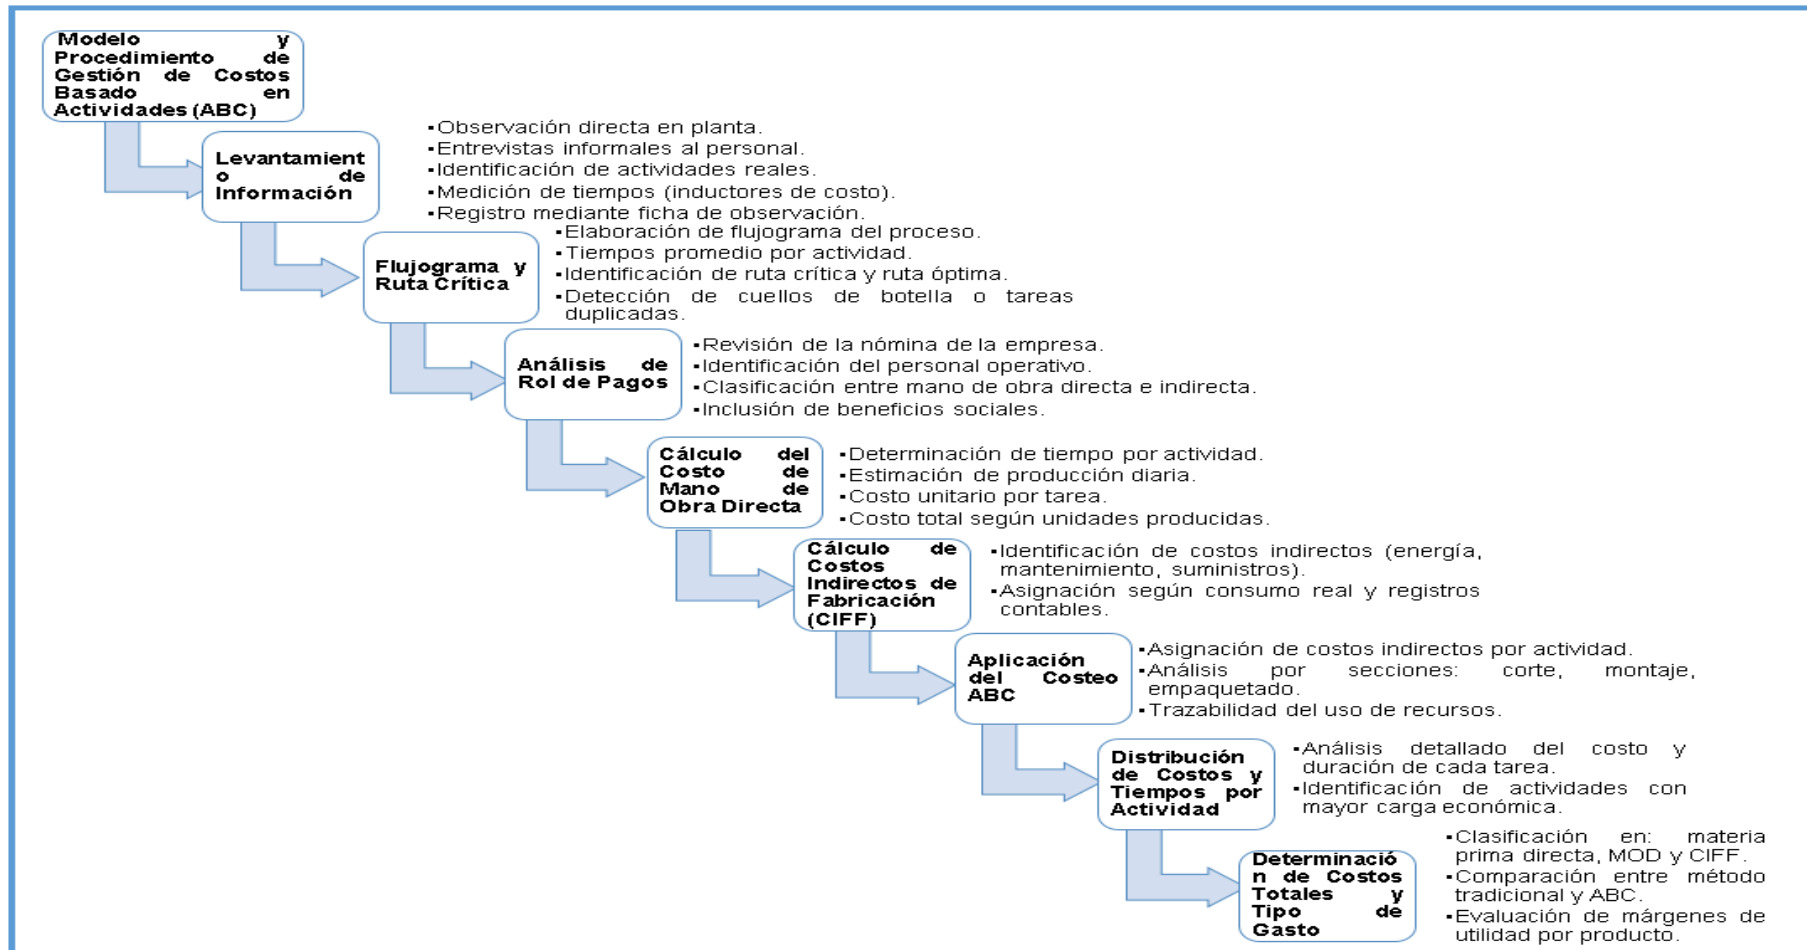 Modelo y
Procedimiento de
Gestión de Costos
Basado en
Actividades (ABC)
Levantamient
o de
Información
▪Observación directa en planta.
▪Entrevistas informales al personal.
▪Identificación de actividades reales.
▪Medición de tiempos (inductores de costo).
▪Registro mediante ficha de observación.
Flujograma y
Ruta Crítica
▪Elaboración de flujograma del proceso.
▪Tiempos promedio por actividad.
▪Identificación de ruta crítica y ruta óptima.
▪Detección de cuellos de botella o tareas
duplicadas.
Análisis de
Rol de Pagos
▪Revisión de la nómina de la empresa.
▪Identificación del personal operativo.
▪Clasificación entre mano de obra directa e indirecta.
▪Inclusión de beneficios sociales.
Cálculo del
Costo de
Mano de
Obra Directa
▪Determinación de tiempo por actividad.
▪Estimación de producción diaria.
▪Costo unitario por tarea.
▪Costo total según unidades producidas.
Cálculo de
Costos
Indirectos de
Fabricación
(CIFF)
▪Identificación de costos indirectos (energía,
mantenimiento, suministros).
▪Asignación según consumo real y registros
contables.
Aplicación
del Costeo
ABC
▪Asignación de costos indirectos por actividad.
▪Análisis por secciones: corte, montaje,
empaquetado.
▪Trazabilidad del uso de recursos.
Distribución
de Costos y
Tiempos por
Actividad
▪Análisis detallado del costo y
duración de cada tarea.
▪Identificación de actividades con
mayor carga económica.
Determinació
n de Costos
Totales y
Tipo de
Gasto
▪Clasificación en: materia
prima directa, MOD y CIFF.
▪Comparación entre método
tradicional y ABC.
▪Evaluación de márgenes de
utilidad por producto.